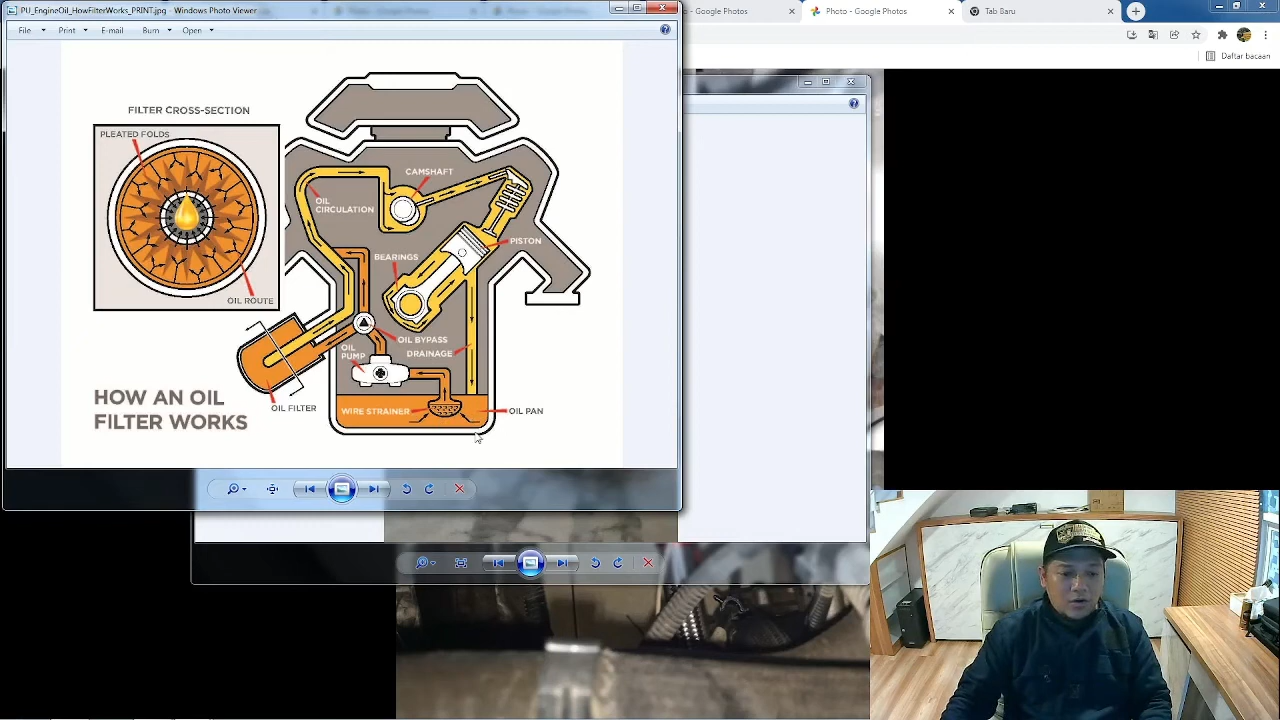 PU_EngineOil_HowFilterWorks_PRINT.jpg - Windows Photo Viewer
- Google Photos
Photo - Google Photos
Tab Baru
File
Print
E-mail
Burn
Open
Daftar bacaan
FILTER CROSS-SECTION
PLEATED FOLDS
OIL ROUTE
CAMSHAFT
OIL
CIRCULATION
PISTON
BEARINGS
OIL BYPASS
OIL
PUMP
DRAINAGE
HOW AN OIL
FILTER WORKS
OIL FILTER
WIRE STRAINER
OIL PAN